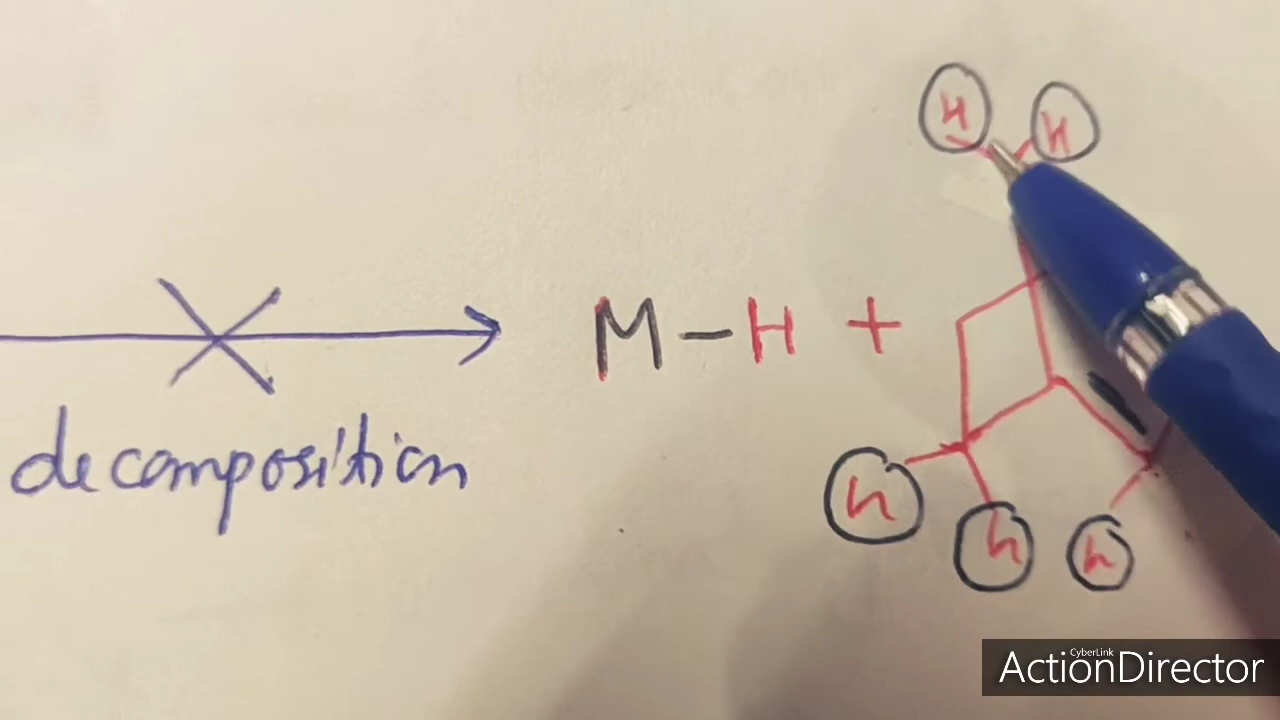 H H
M-H +
decomposition
h h h
CyberLink
ActionDirector